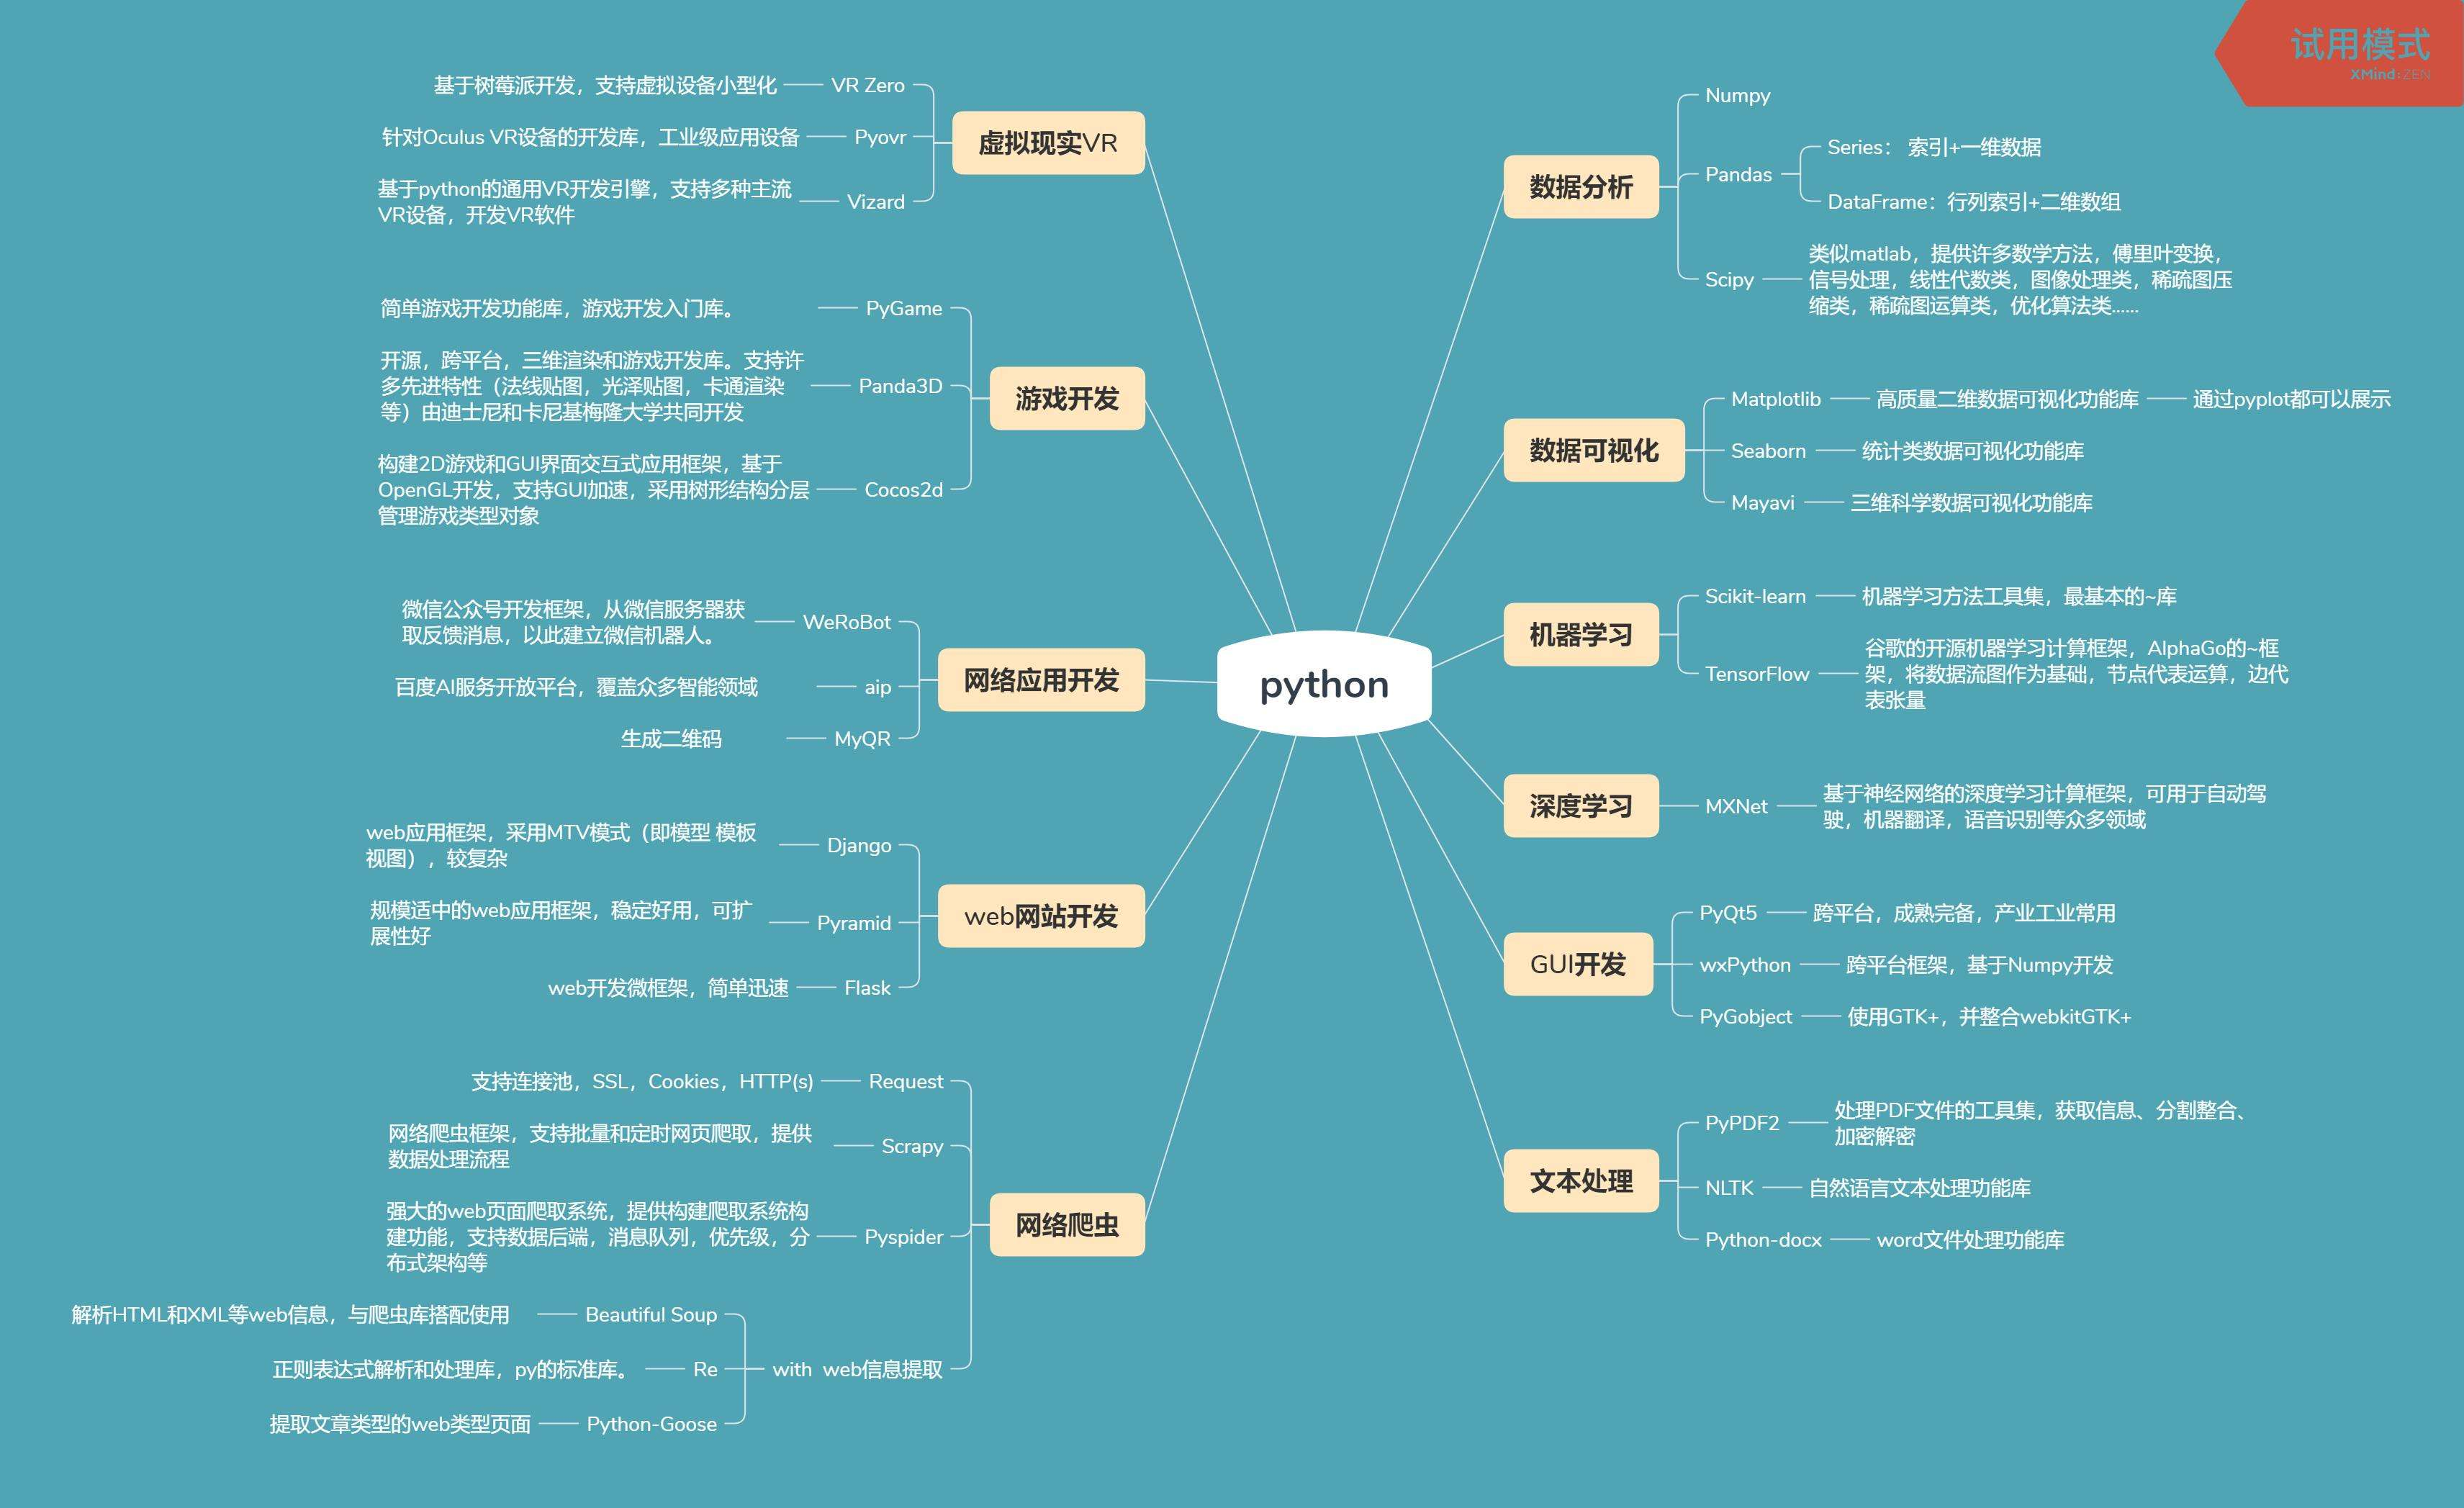 试用模式
XMind:ZEN
python
虚拟现实VR
VR Zero
基于树莓派开发，支持虚拟设备小型化
Pyovr
针对Oculus VR设备的开发库，工业级应用设备
Vizard
基于python的通用VR开发引擎，支持多种主流
VR设备，开发VR软件
游戏开发
PyGame
简单游戏开发功能库，游戏开发入门库。
Panda3D
开源，跨平台，三维渲染和游戏开发库。支持许
多先进特性（法线贴图，光泽贴图，卡通渲染
等）由迪士尼和卡尼基梅隆大学共同开发
Cocos2d
构建2D游戏和GUI界面交互式应用框架，基于
OpenGL开发，支持GUI加速，采用树形结构分层
管理游戏类型对象
网络应用开发
WeRoBot
微信公众号开发框架，从微信服务器获
取反馈消息，以此建立微信机器人。
aip
百度AI服务开放平台，覆盖众多智能领域
MyQR
生成二维码
web网站开发
Django
web应用框架，采用MTV模式（即模型 模板
视图），较复杂
Pyramid
规模适中的web应用框架，稳定好用，可扩
展性好
Flask
web开发微框架，简单迅速
网络爬虫
Request
支持连接池，SSL，Cookies，HTTP(s)
Scrapy
网络爬虫框架，支持批量和定时网页爬取，提供
数据处理流程
Pyspider
强大的web页面爬取系统，提供构建爬取系统构
建功能，支持数据后端，消息队列，优先级，分
布式架构等
with web信息提取
Beautiful Soup
解析HTML和XML等web信息，与爬虫库搭配使用
Re
正则表达式解析和处理库，py的标准库。
Python-Goose
提取文章类型的web类型页面
数据分析
Numpy
Pandas
Series： 索引+一维数据
DataFrame：行列索引+二维数组
Scipy
类似matlab，提供许多数学方法，傅里叶变换，
信号处理，线性代数类，图像处理类，稀疏图压
缩类，稀疏图运算类，优化算法类......
数据可视化
Matplotlib
高质量二维数据可视化功能库
通过pyplot都可以展示
Seaborn
统计类数据可视化功能库
Mayavi
三维科学数据可视化功能库
机器学习
Scikit-learn
机器学习方法工具集，最基本的~库
TensorFlow
谷歌的开源机器学习计算框架，AlphaGo的~框
架，将数据流图作为基础，节点代表运算，边代
表张量
深度学习
MXNet
基于神经网络的深度学习计算框架，可用于自动驾
驶，机器翻译，语音识别等众多领域
GUI开发
PyQt5
跨平台，成熟完备，产业工业常用
wxPython
跨平台框架，基于Numpy开发
PyGobject
使用GTK+，并整合webkitGTK+
文本处理
PyPDF2
处理PDF文件的工具集，获取信息、分割整合、
加密解密
NLTK
自然语言文本处理功能库
Python-docx
word文件处理功能库